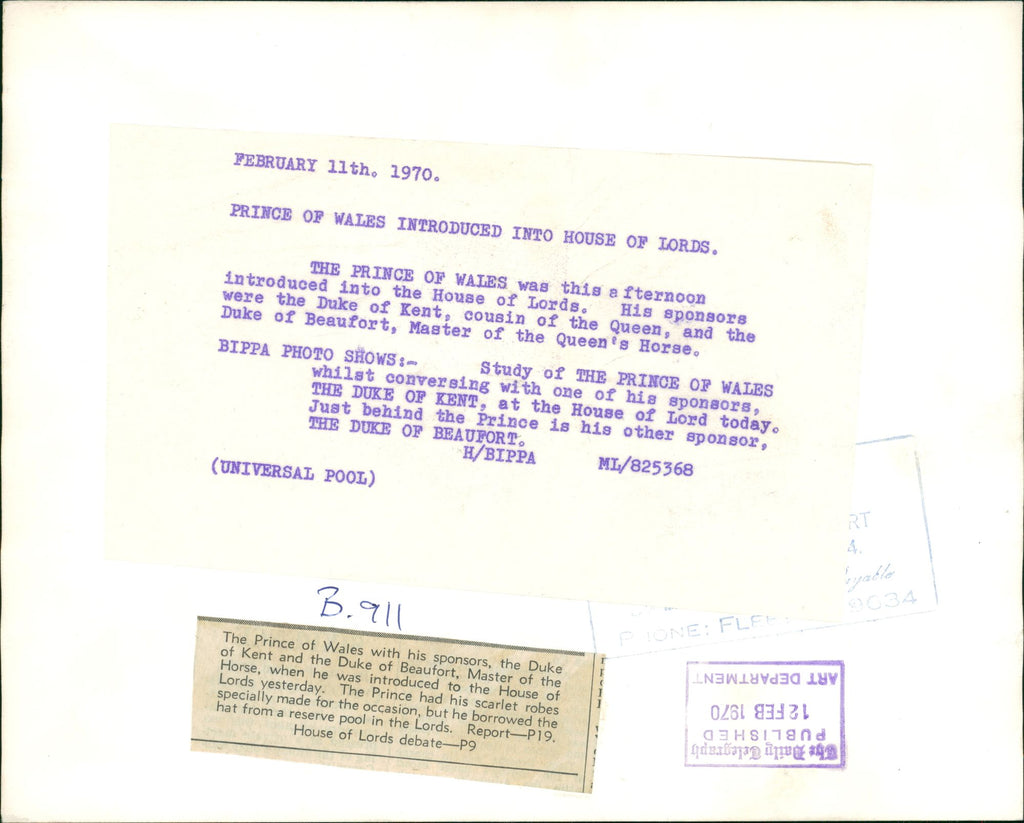 FEBRUARY 11th. 1970.
PRINCE OF WALES INTRODUCED INTO HOUSE OF LORDS.
THE PRINCE OF WALES was this afternoon
introduced into the House of Lords. His sponsors
were the Duke of Kent, cousin of the Queen, and the
Duke of Beaufort, Master of the Queen's Horse.
BIPPA PHOTO SHOWS:- Study of THE PRINCE OF WALES
whilst conversing with one of his sponsors,
THE DUKE OF KENT, at the House of Lord today.
Just behind the Prince is his other sponsor,
THE DUKE OF BEAUFORT.
H/BIPPA ML/825368
(UNIVERSAL POOL)
RT
4.
PHONE: FLEE 9034
B.911
The Prince of Wales with his sponsors, the Duke
of Kent and the Duke of Beaufort, Master of the
Horse, when he was introduced to the House of
Lords yesterday. The Prince had his scarlet robes
specially made for the occasion, but he borrowed the
hat from a reserve pool in the Lords. Report—P19.
House of Lords debate—P9
The Daily Telegraph
PUBLISHED
12 FEB 1970
ART DEPARTMENT